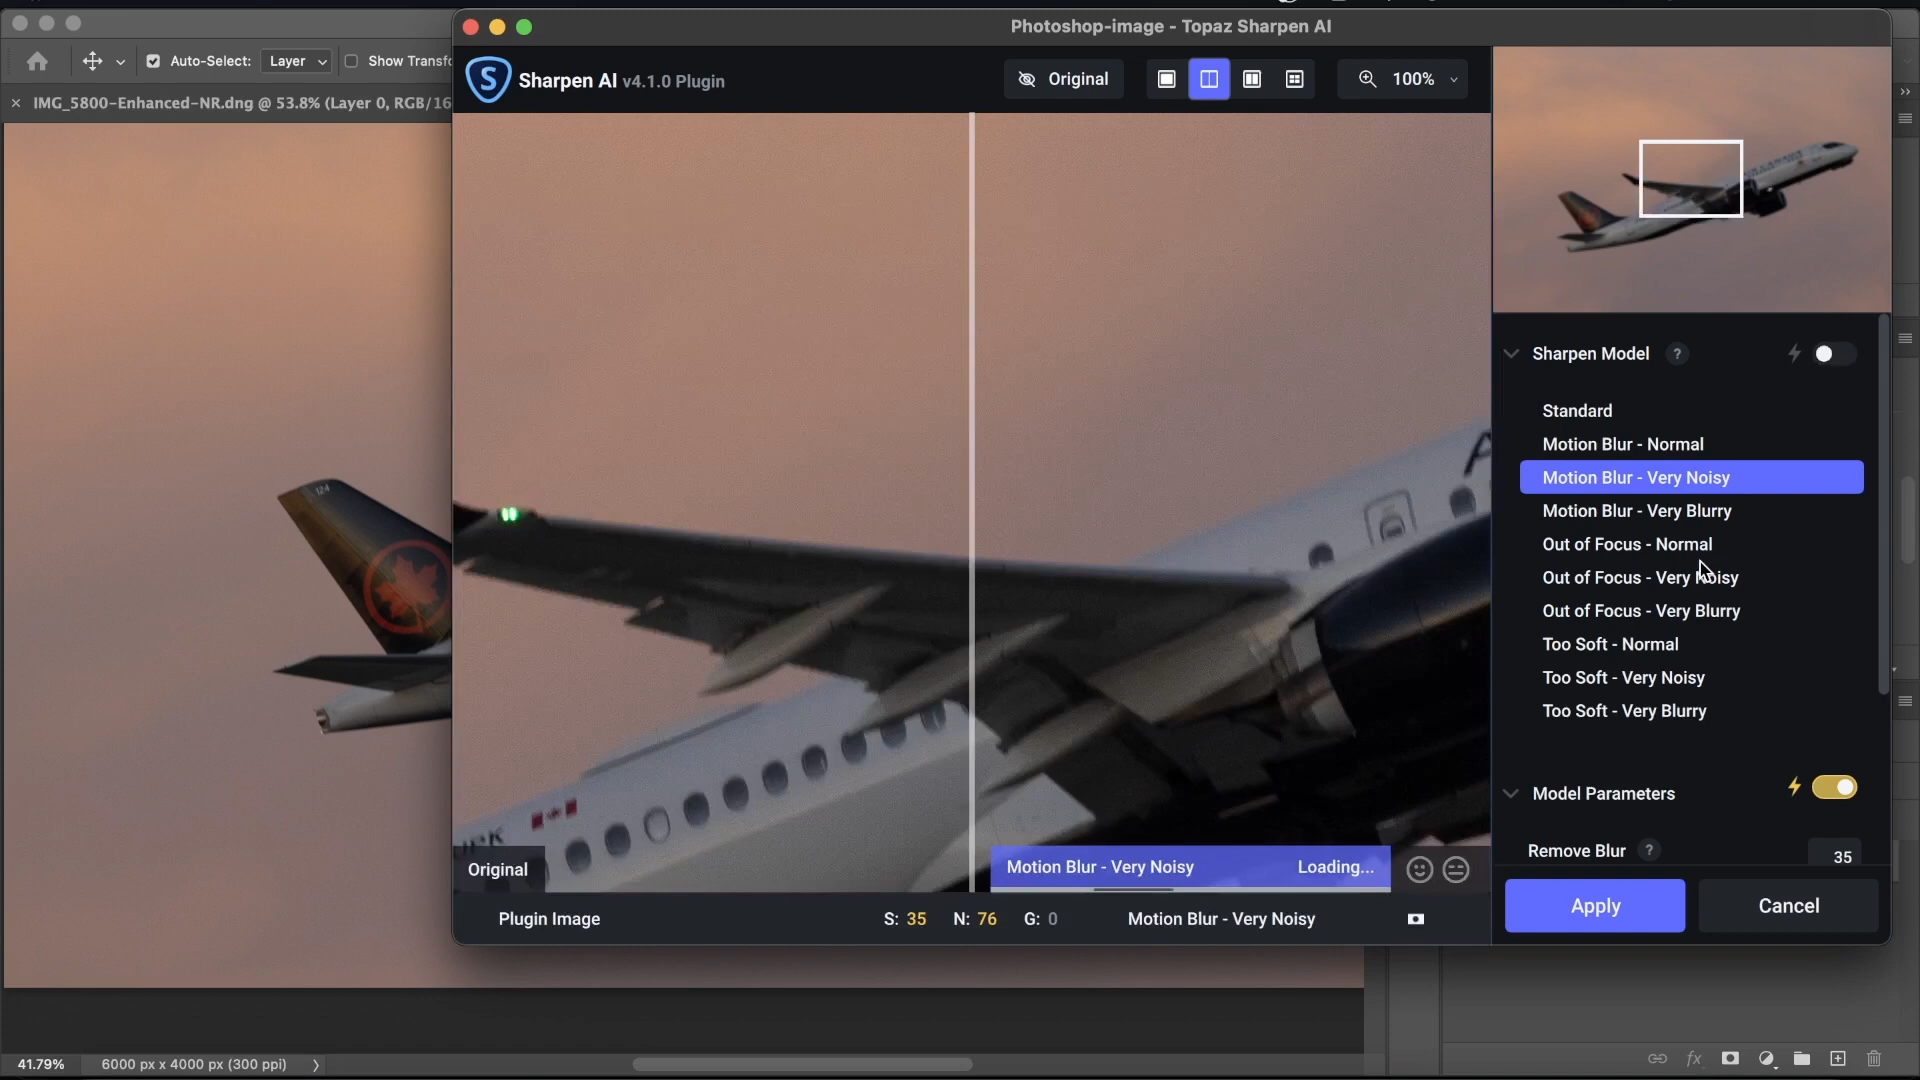 Photoshop-image - Topaz Sharpen AI
Auto-Select:
Layer
Show Transfo
IMG_5800-Enhanced-NR.dng @ 53.8% (Layer 0, RGB/16
S
Sharpen AI v4.1.0 Plugin
Original
100%
Sharpen Model ?
Standard
Motion Blur - Normal
Motion Blur - Very Noisy
Motion Blur - Very Blurry
Out of Focus - Normal
Out of Focus - Very Noisy
Out of Focus - Very Blurry
Too Soft - Normal
Too Soft - Very Noisy
Too Soft - Very Blurry
Model Parameters
Remove Blur ?
35
Apply
Cancel
124
Original
Motion Blur - Very Noisy
Loading...
Plugin Image
S: 35
N: 76
G: 0
Motion Blur - Very Noisy
41.79%
6000 px x 4000 px (300 ppi)
fx